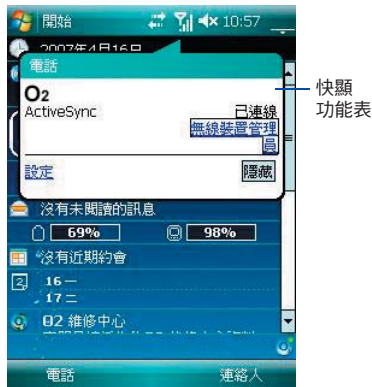 開始 10:57
2007年4月16日
電話
O2
ActiveSync 已連線
無線裝置管理
員
設定 隱藏
快顯
功能表
沒有未閱讀的訊息
69% 98%
沒有近期約會
2 16 一
17 二
O2 維修中心
電話 連絡人